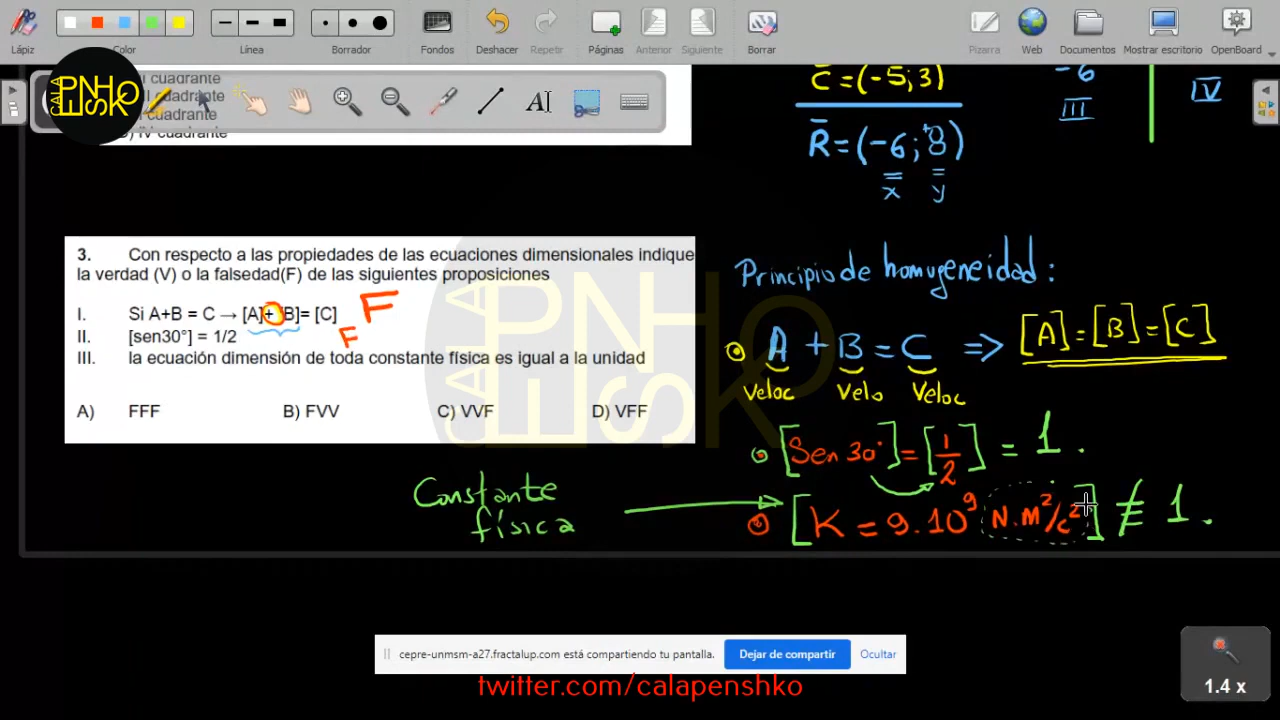 Lápiz Color Línea Borrador Fondos Deshacer Repetir Páginas Anterior Siguiente Borrar Pizarra Web Documentos Mostrar escritorio OpenBoard
cuadrante
II cuadrante
cuadrante
IV cuadrante
CALA
PENSHKO
C̄ = (-5; 3)
R̄ = (-6; +8)
x y
-6
III
IV
3. Con respecto a las propiedades de las ecuaciones dimensionales indique
la verdad (V) o la falsedad(F) de las siguientes proposiciones
I. Si A+B = C → [A]+[B]= [C] F
II. [sen30°] = 1/2 F
III. la ecuación dimensión de toda constante física es igual a la unidad
A) FFF B) FVV C) VVF D) VFF
Principio de homogeneidad :
A + B = C ⇒ [A] = [B] = [C]
Veloc Velo Veloc
[Sen 30°] = [1/2] = 1.
Constante
física
[K = 9.10⁹ N.m²/c²] ≠ 1.
cepre-unmsm-a27.fractalup.com está compartiendo tu pantalla. Dejar de compartir Ocultar
twitter.com/calapenshko
1.4 x